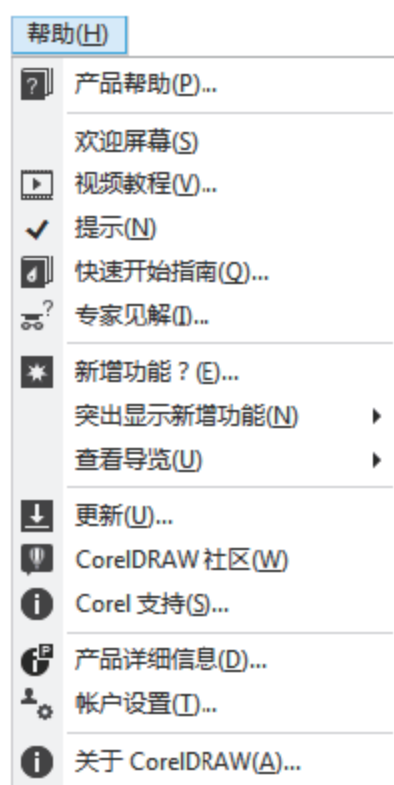 帮助(H)
产品帮助(P)...
欢迎屏幕(S)
视频教程(V)...
提示(N)
快速开始指南(Q)...
专家见解(I)...
新增功能？(E)...
突出显示新增功能(N)
查看导览(U)
更新(U)...
CorelDRAW 社区(W)
Corel 支持(S)...
产品详细信息(D)...
帐户设置(T)...
关于 CorelDRAW(A)...